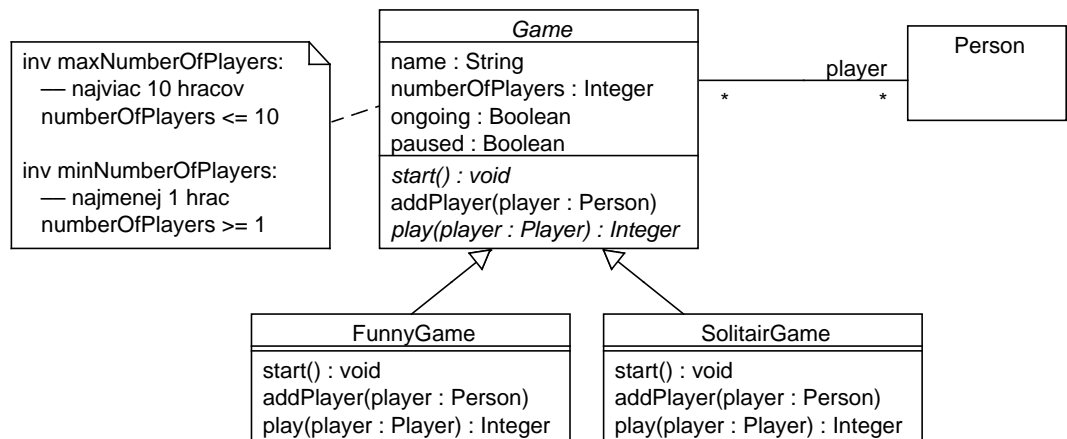 inv maxNumberOfPlayers:
— najviac 10 hracov
numberOfPlayers <= 10
inv minNumberOfPlayers:
— najmenej 1 hrac
numberOfPlayers >= 1
Game
name : String
numberOfPlayers : Integer
ongoing : Boolean
paused : Boolean
start() : void
addPlayer(player : Person)
play(player : Player) : Integer
player
*
*
Person
FunnyGame
start() : void
addPlayer(player : Person)
play(player : Player) : Integer
SolitairGame
start() : void
addPlayer(player : Person)
play(player : Player) : Integer